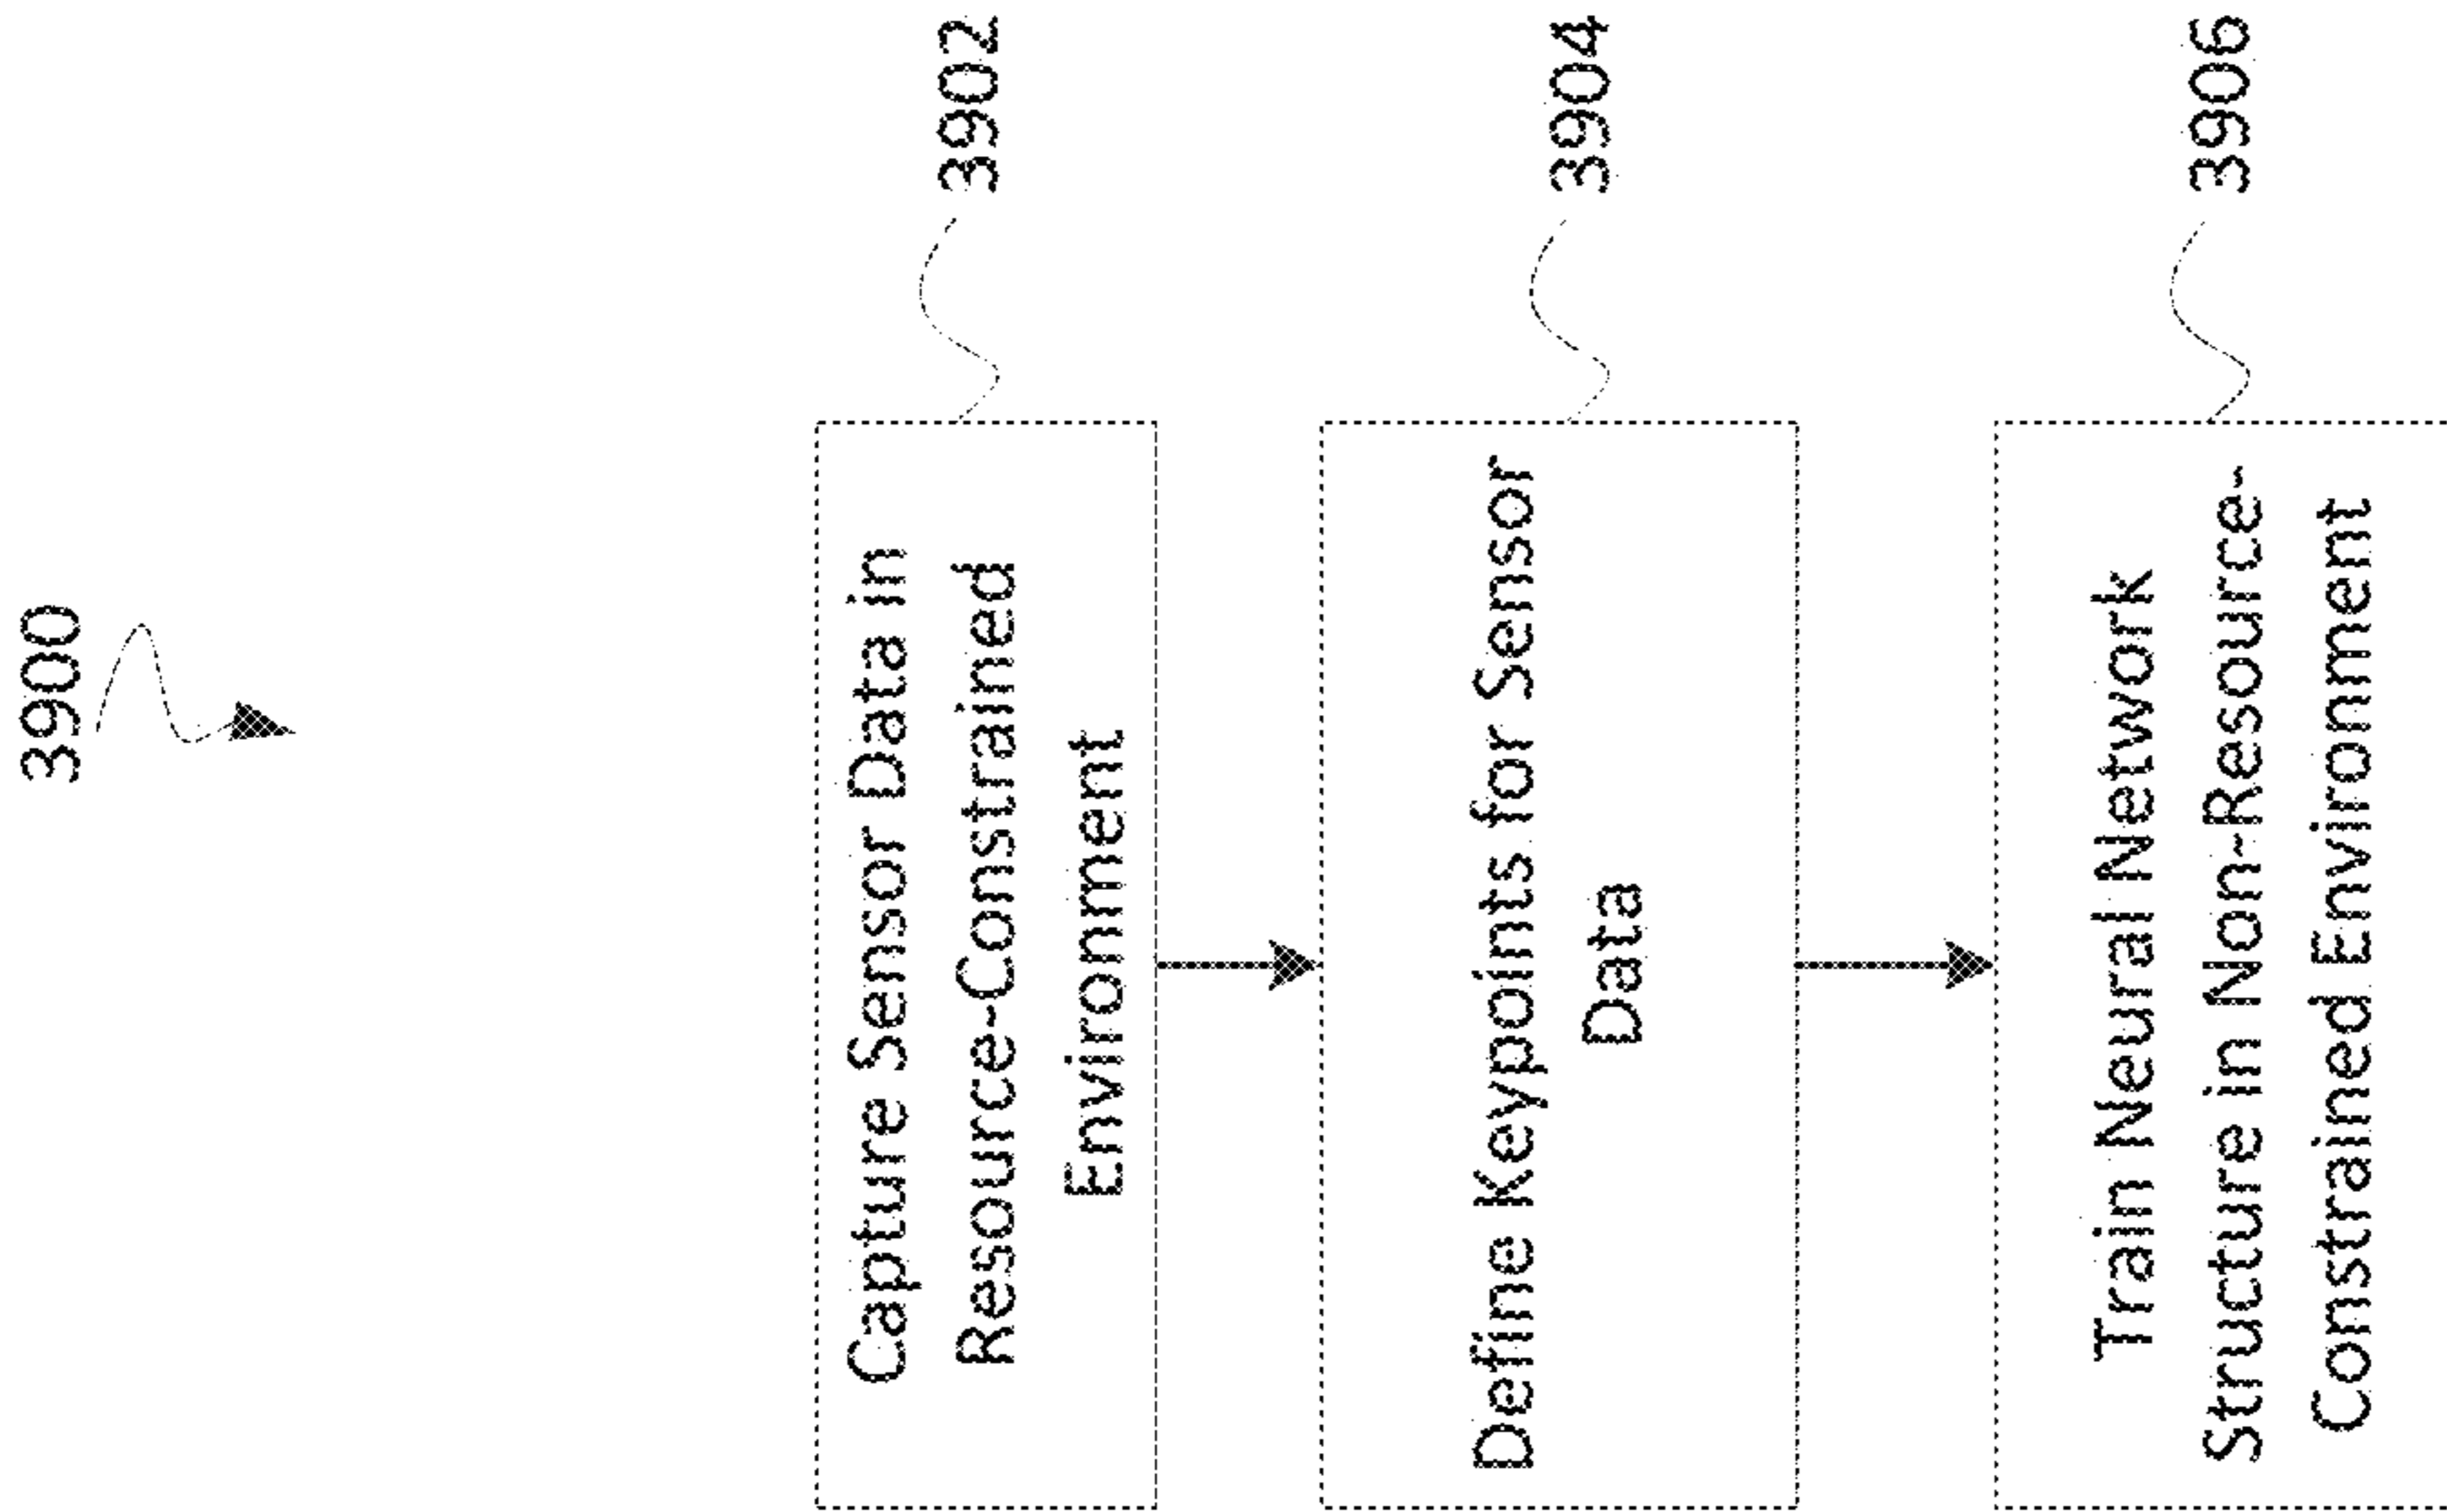 3900
Capture Sensor Data in
Resource-Constrained
Environment
3902
Define Keypoints for Sensor
Data
3904
Train Neural Network
Structure in Non-Resource-
Constrained Environment
3906